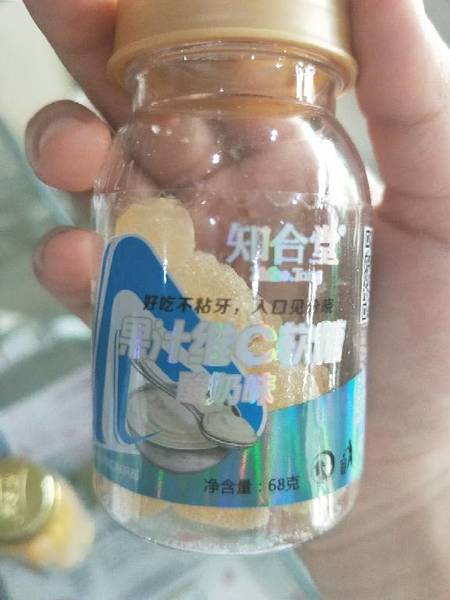 知合堂
好吃不粘牙，入口见分晓
果汁维C软糖
酸奶味
净含量：68克